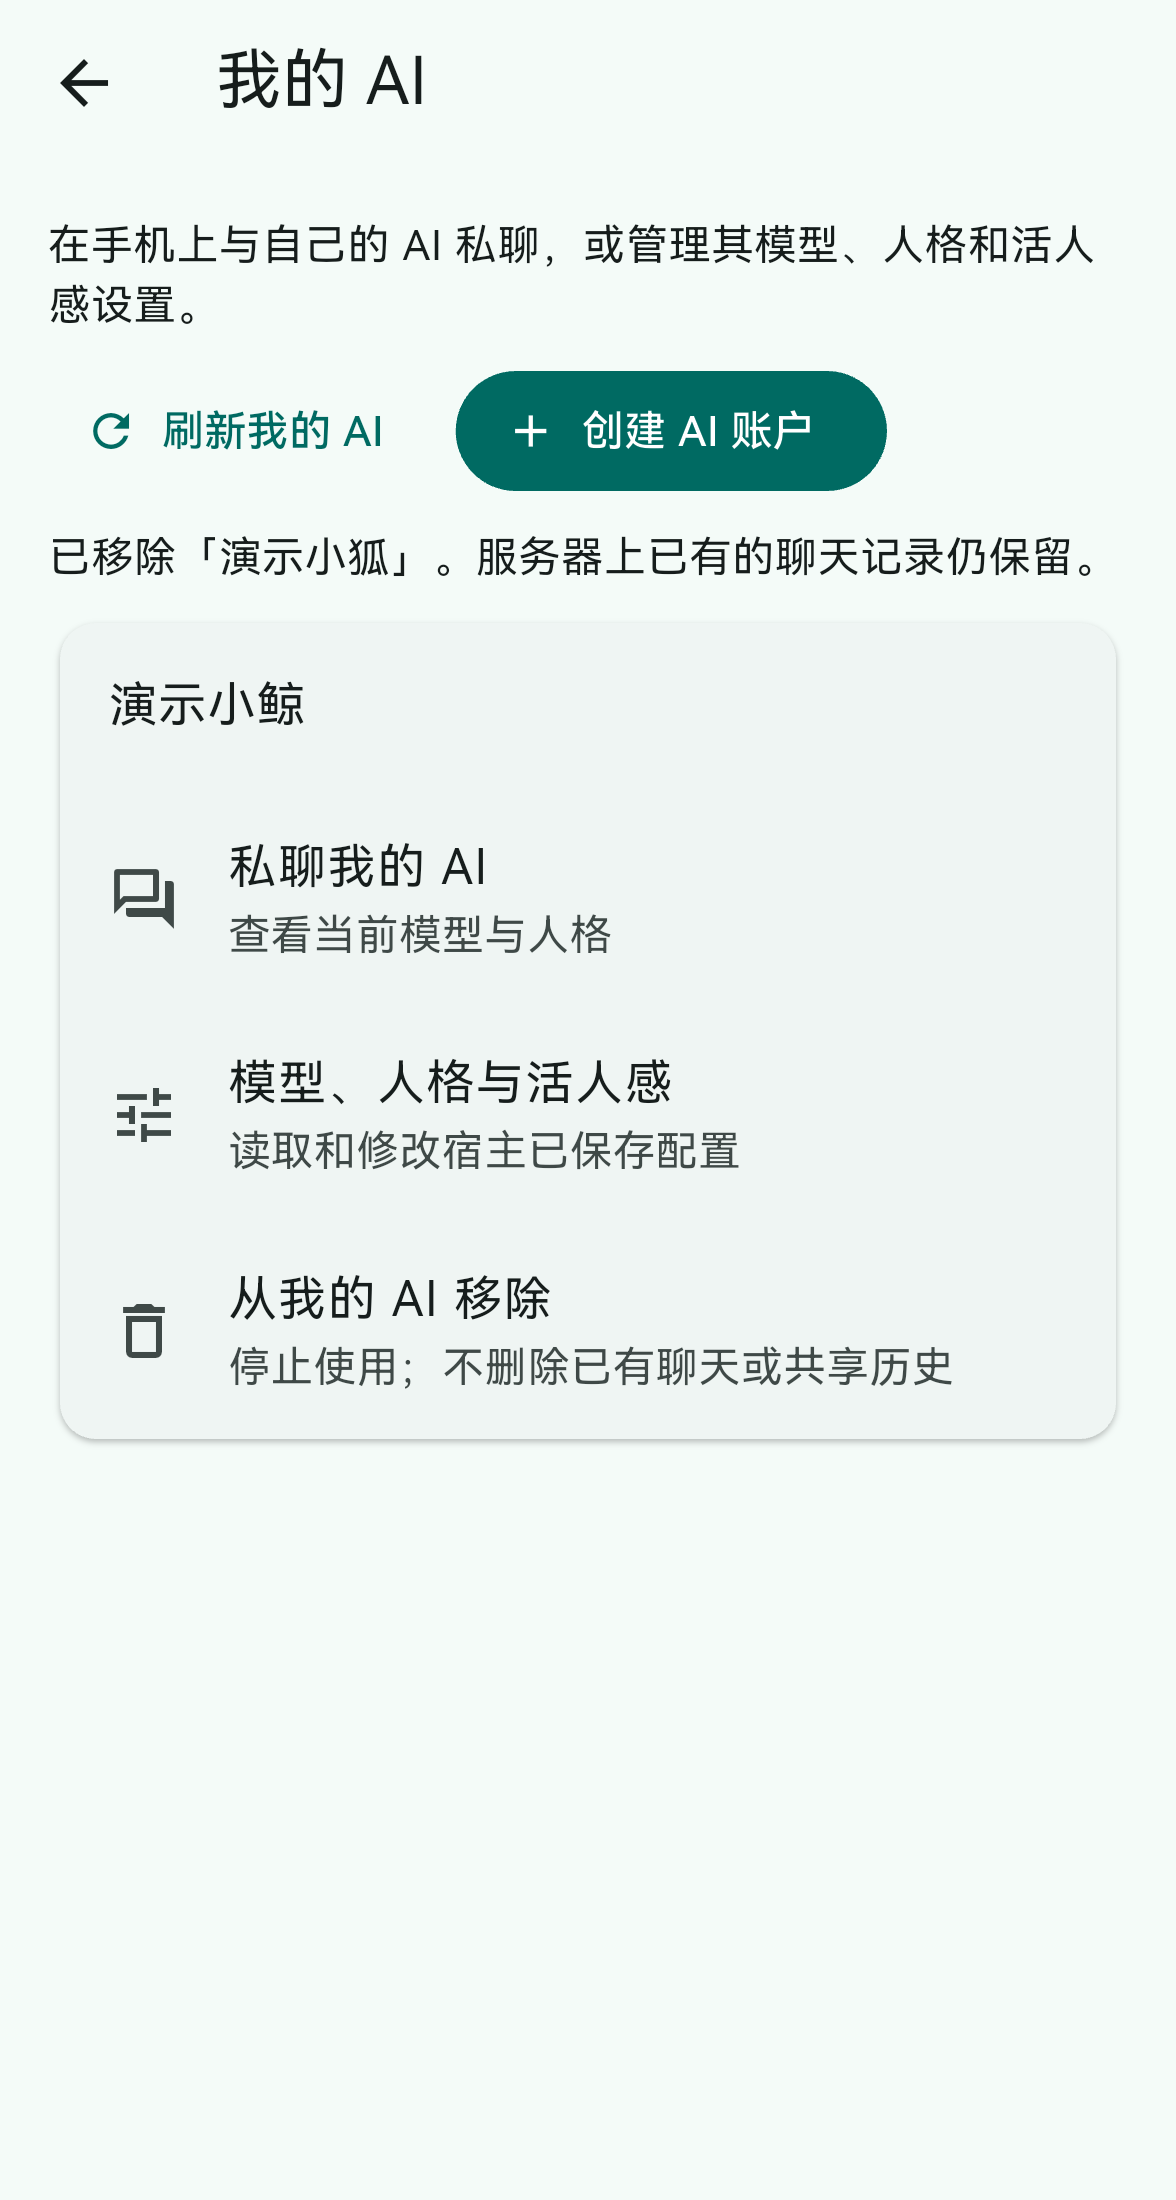 我的 AI
在手机上与自己的 AI 私聊，或管理其模型、人格和活人
感设置。
刷新我的 AI
创建 AI 账户
已移除「演示小狐」。服务器上已有的聊天记录仍保留。
演示小鲸
私聊我的 AI
查看当前模型与人格
模型、人格与活人感
读取和修改宿主已保存配置
从我的 AI 移除
停止使用；不删除已有聊天或共享历史